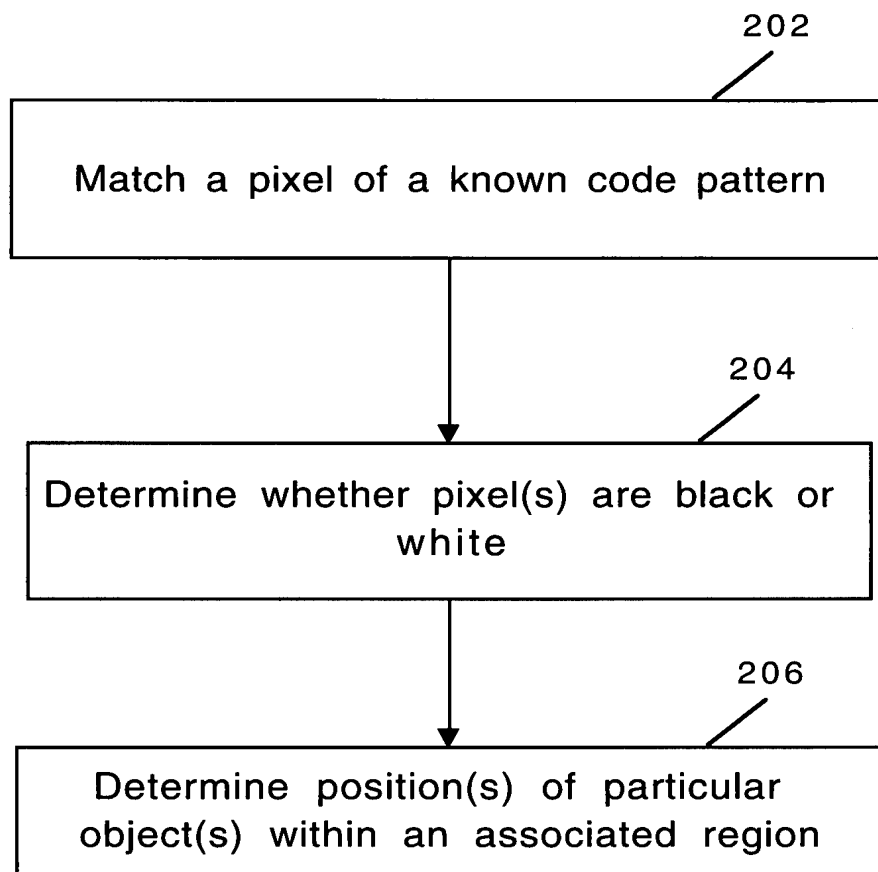 202
Match a pixel of a known code pattern
204
Determine whether pixel(s) are black or
white
206
Determine position(s) of particular
object(s) within an associated region